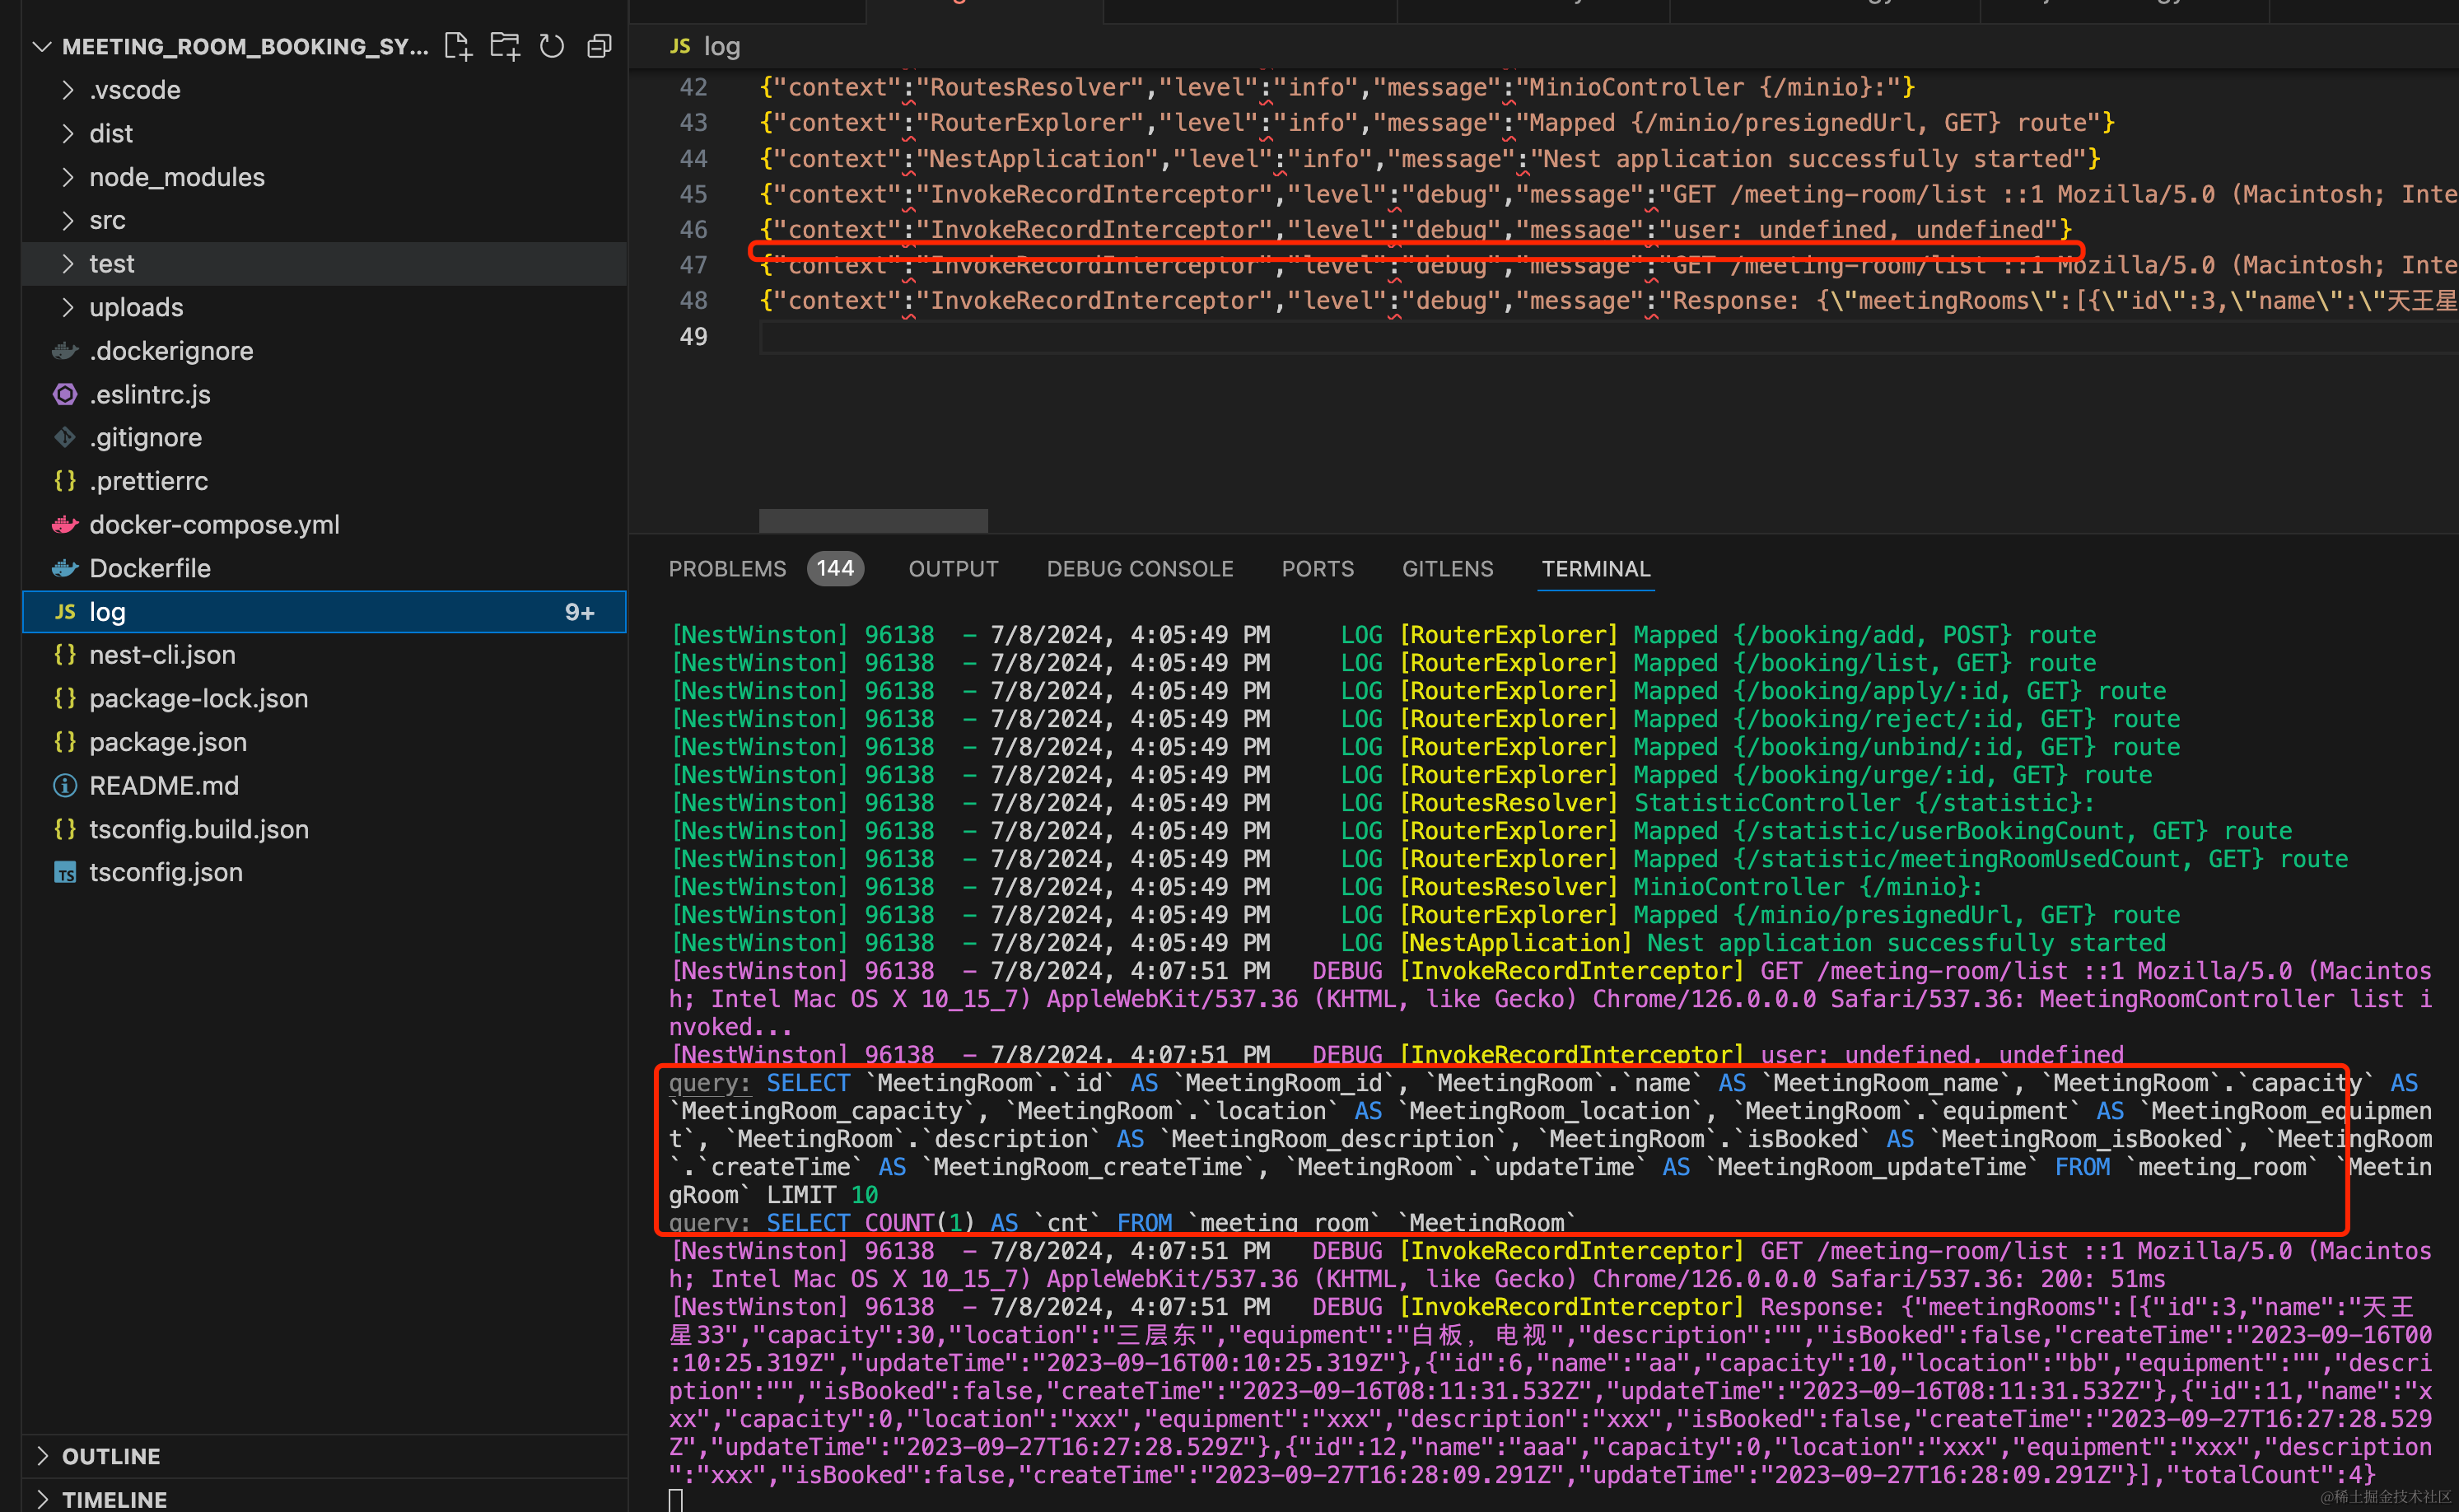 MEETING_ROOM_BOOKING_SY...
.vscode
dist
node_modules
src
test
uploads
.dockerignore
.eslintrc.js
.gitignore
.prettierrc
docker-compose.yml
Dockerfile
JS log 9+
nest-cli.json
package-lock.json
package.json
README.md
tsconfig.build.json
TS tsconfig.json
OUTLINE
TIMELINE
JS log
42 {"context":"RoutesResolver","level":"info","message":"MinioController {/minio}:"}
43 {"context":"RouterExplorer","level":"info","message":"Mapped {/minio/presignedUrl, GET} route"}
44 {"context":"NestApplication","level":"info","message":"Nest application successfully started"}
45 {"context":"InvokeRecordInterceptor","level":"debug","message":"GET /meeting-room/list ::1 Mozilla/5.0 (Macintosh; Inte
46 {"context":"InvokeRecordInterceptor","level":"debug","message":"user: undefined, undefined"}
47 {"context":"InvokeRecordInterceptor","level":"debug","message":"GET /meeting-room/list ::1 Mozilla/5.0 (Macintosh; Inte
48 {"context":"InvokeRecordInterceptor","level":"debug","message":"Response: {\"meetingRooms\":[{\"id\":3,\"name\":\"天王星
49
PROBLEMS 144 OUTPUT DEBUG CONSOLE PORTS GITLENS TERMINAL
[NestWinston] 96138 - 7/8/2024, 4:05:49 PM LOG [RouterExplorer] Mapped {/booking/add, POST} route
[NestWinston] 96138 - 7/8/2024, 4:05:49 PM LOG [RouterExplorer] Mapped {/booking/list, GET} route
[NestWinston] 96138 - 7/8/2024, 4:05:49 PM LOG [RouterExplorer] Mapped {/booking/apply/:id, GET} route
[NestWinston] 96138 - 7/8/2024, 4:05:49 PM LOG [RouterExplorer] Mapped {/booking/reject/:id, GET} route
[NestWinston] 96138 - 7/8/2024, 4:05:49 PM LOG [RouterExplorer] Mapped {/booking/unbind/:id, GET} route
[NestWinston] 96138 - 7/8/2024, 4:05:49 PM LOG [RouterExplorer] Mapped {/booking/urge/:id, GET} route
[NestWinston] 96138 - 7/8/2024, 4:05:49 PM LOG [RoutesResolver] StatisticController {/statistic}:
[NestWinston] 96138 - 7/8/2024, 4:05:49 PM LOG [RouterExplorer] Mapped {/statistic/userBookingCount, GET} route
[NestWinston] 96138 - 7/8/2024, 4:05:49 PM LOG [RouterExplorer] Mapped {/statistic/meetingRoomUsedCount, GET} route
[NestWinston] 96138 - 7/8/2024, 4:05:49 PM LOG [RoutesResolver] MinioController {/minio}:
[NestWinston] 96138 - 7/8/2024, 4:05:49 PM LOG [RouterExplorer] Mapped {/minio/presignedUrl, GET} route
[NestWinston] 96138 - 7/8/2024, 4:05:49 PM LOG [NestApplication] Nest application successfully started
[NestWinston] 96138 - 7/8/2024, 4:07:51 PM DEBUG [InvokeRecordInterceptor] GET /meeting-room/list ::1 Mozilla/5.0 (Macintos
h; Intel Mac OS X 10_15_7) AppleWebKit/537.36 (KHTML, like Gecko) Chrome/126.0.0.0 Safari/537.36: MeetingRoomController list i
nvoked...
[NestWinston] 96138 - 7/8/2024, 4:07:51 PM DEBUG [InvokeRecordInterceptor] user: undefined, undefined
query: SELECT `MeetingRoom`.`id` AS `MeetingRoom_id`, `MeetingRoom`.`name` AS `MeetingRoom_name`, `MeetingRoom`.`capacity` AS
`MeetingRoom_capacity`, `MeetingRoom`.`location` AS `MeetingRoom_location`, `MeetingRoom`.`equipment` AS `MeetingRoom_equipmen
t`, `MeetingRoom`.`description` AS `MeetingRoom_description`, `MeetingRoom`.`isBooked` AS `MeetingRoom_isBooked`, `MeetingRoom
`.`createTime` AS `MeetingRoom_createTime`, `MeetingRoom`.`updateTime` AS `MeetingRoom_updateTime` FROM `meeting_room` `Meetin
gRoom` LIMIT 10
query: SELECT COUNT(1) AS `cnt` FROM `meeting_room` `MeetingRoom`
[NestWinston] 96138 - 7/8/2024, 4:07:51 PM DEBUG [InvokeRecordInterceptor] GET /meeting-room/list ::1 Mozilla/5.0 (Macintos
h; Intel Mac OS X 10_15_7) AppleWebKit/537.36 (KHTML, like Gecko) Chrome/126.0.0.0 Safari/537.36: 200: 51ms
[NestWinston] 96138 - 7/8/2024, 4:07:51 PM DEBUG [InvokeRecordInterceptor] Response: {"meetingRooms":[{"id":3,"name":"天王
星33","capacity":30,"location":"三层东","equipment":"白板，电视","description":"","isBooked":false,"createTime":"2023-09-16T00
:10:25.319Z","updateTime":"2023-09-16T00:10:25.319Z"},{"id":6,"name":"aa","capacity":10,"location":"bb","equipment":"","descri
ption":"","isBooked":false,"createTime":"2023-09-16T08:11:31.532Z","updateTime":"2023-09-16T08:11:31.532Z"},{"id":11,"name":"x
xx","capacity":0,"location":"xxx","equipment":"xxx","description":"xxx","isBooked":false,"createTime":"2023-09-27T16:27:28.529
Z","updateTime":"2023-09-27T16:27:28.529Z"},{"id":12,"name":"aaa","capacity":0,"location":"xxx","equipment":"xxx","description
":"xxx","isBooked":false,"createTime":"2023-09-27T16:28:09.291Z","updateTime":"2023-09-27T16:28:09.291Z"}],"totalCount":4}
@稀土掘金技术社区